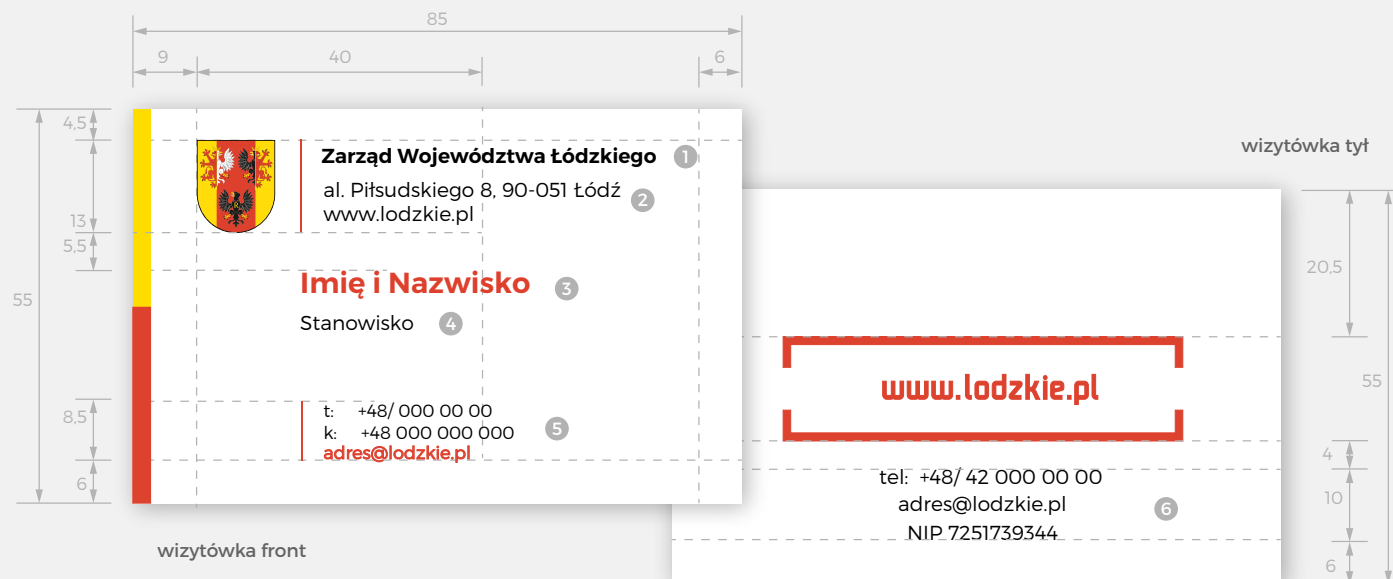 85
9
40
6
4,5
13
5,5
55
8,5
6
Zarząd Województwa Łódzkiego 1
al. Piłsudskiego 8, 90-051 Łódź 2
www.lodzkie.pl
Imię i Nazwisko 3
Stanowisko 4
t: +48/ 000 00 00
k: +48 000 000 000 5
adres@lodzkie.pl
wizytówka front
wizytówka tył
20,5
55
4
10
6
www.lodzkie.pl
tel: +48/ 42 000 00 00
adres@lodzkie.pl 6
NIP 7251739344